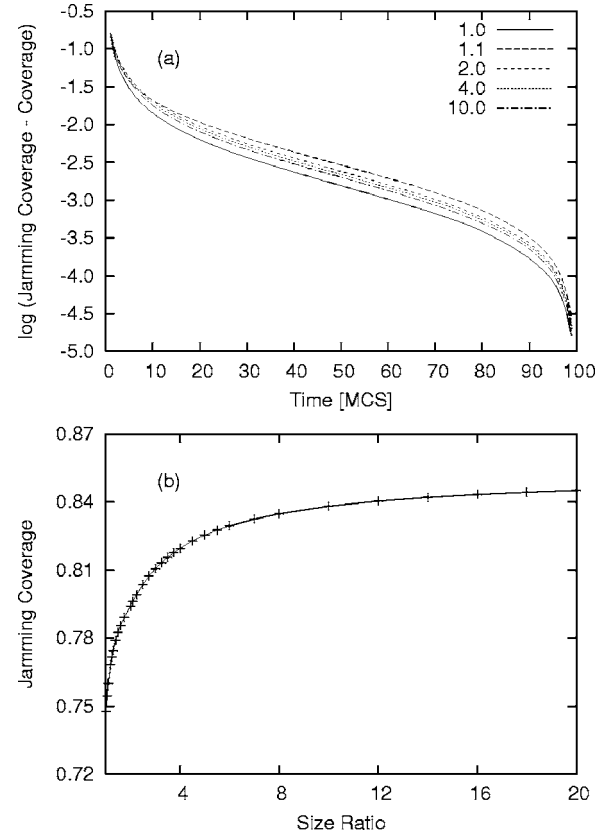 log (Jamming Coverage - Coverage)
-0.5
-1.0
-1.5
-2.0
-2.5
-3.0
-3.5
-4.0
-4.5
-5.0
(a)
1.0
1.1
2.0
4.0
10.0
0 10 20 30 40 50 60 70 80 90 100
Time [MCS]
Jamming Coverage
0.87
0.84
0.81
0.78
0.75
0.72
(b)
4 8 12 16 20
Size Ratio